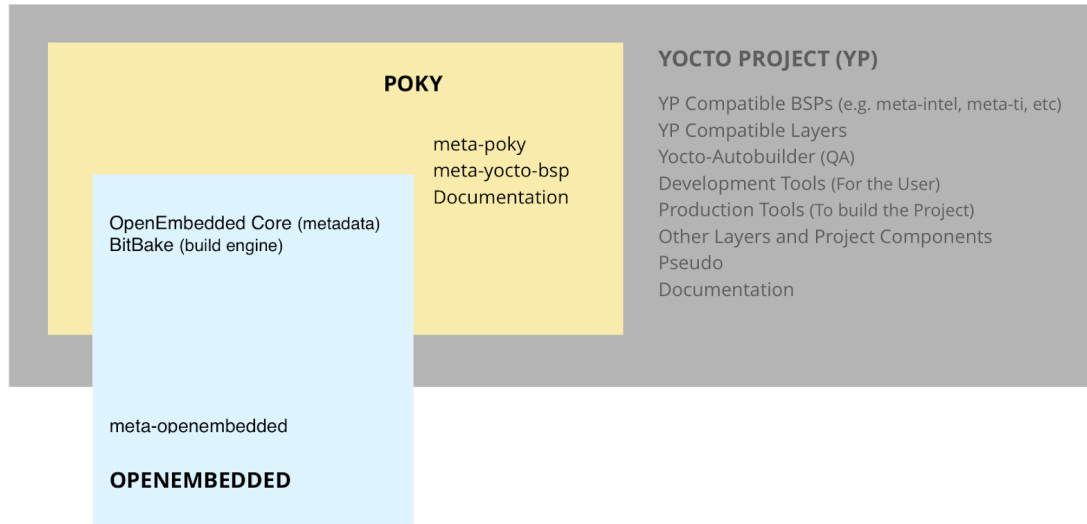 POKY
meta-poky
meta-yocto-bsp
Documentation
OpenEmbedded Core (metadata)
BitBake (build engine)
meta-openembedded
OPENEMBEDDED
YOCTO PROJECT (YP)
YP Compatible BSPs (e.g. meta-intel, meta-ti, etc)
YP Compatible Layers
Yocto-Autobuilder (QA)
Development Tools (For the User)
Production Tools (To build the Project)
Other Layers and Project Components
Pseudo
Documentation